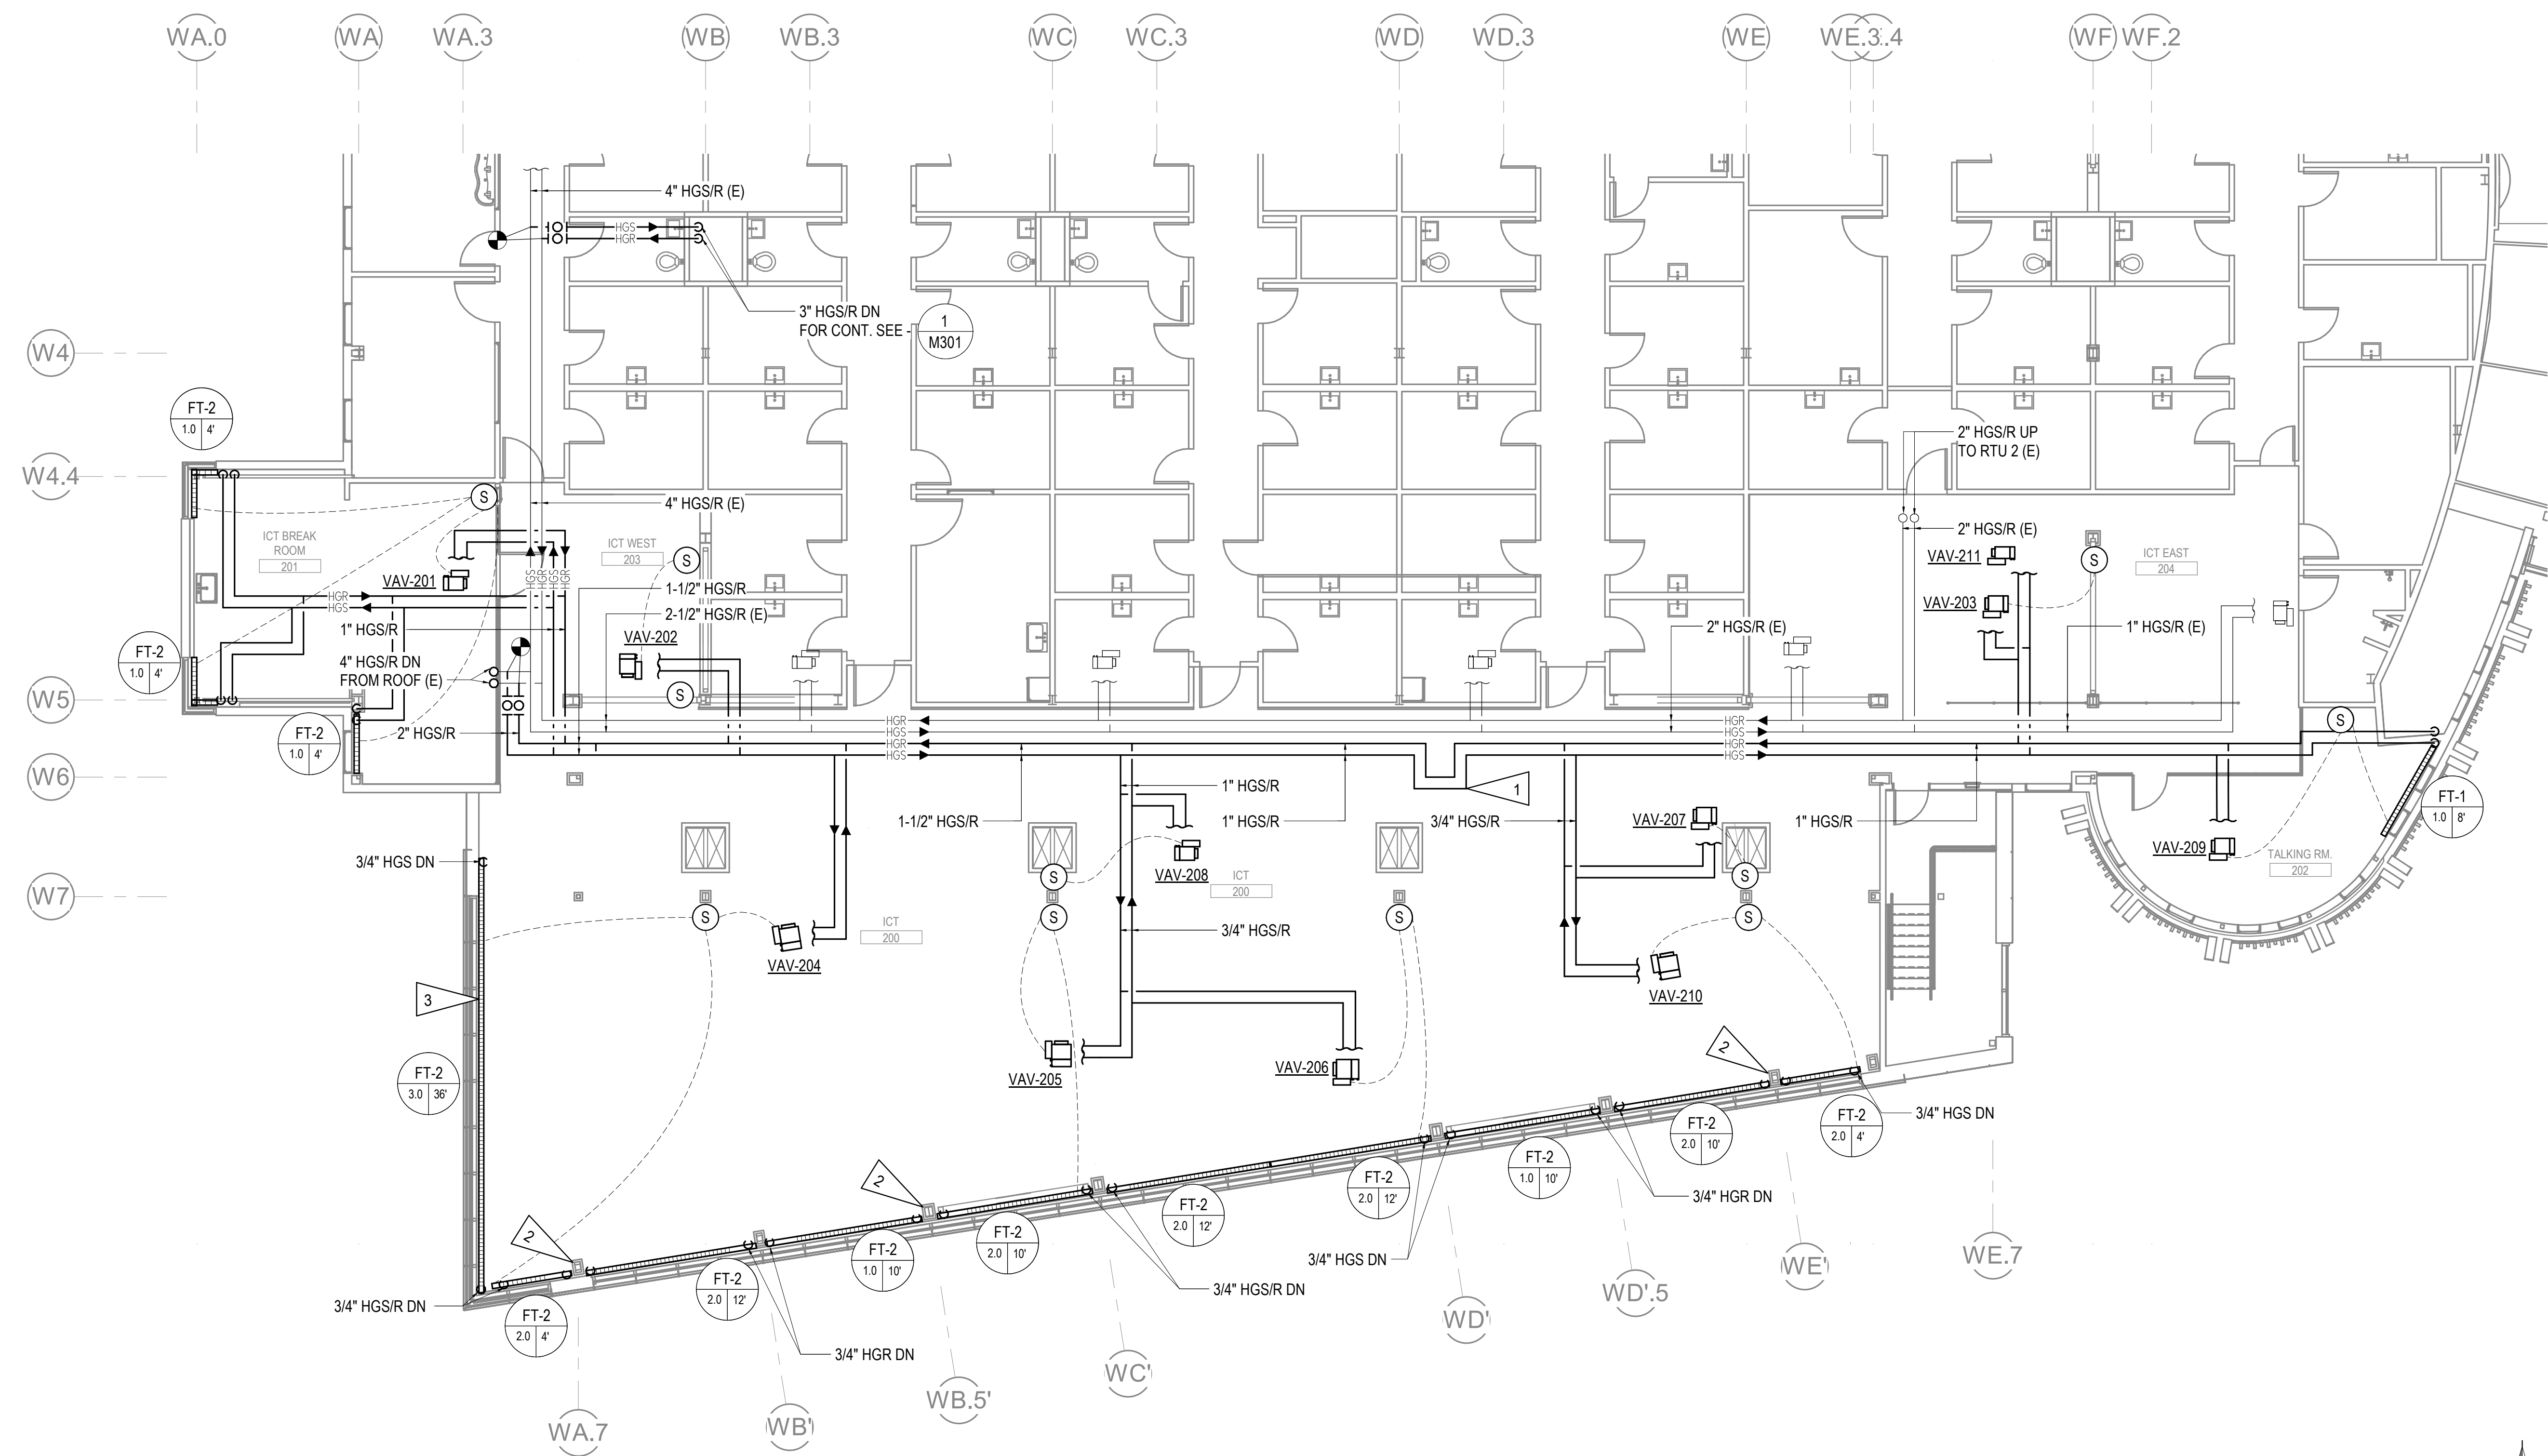 WA.0
WA
WA.3
WB
WB.3
WC
WC.3
WD
WD.3
WE
WE.3
.4
WF
WF.2
4" HGS/R (E)
HGS
HGR
3" HGS/R DN
FOR CONT. SEE
1
M301
W4
FT-2
1.0 4'
2" HGS/R UP
TO RTU 2 (E)
W4.4
4" HGS/R (E)
2" HGS/R (E)
ICT BREAK
ROOM
201
ICT WEST
203
VAV-211
ICT EAST
204
VAV-201
HGS
HGR
HGS
HGR
1-1/2" HGS/R
HGR
HGS
VAV-203
2-1/2" HGS/R (E)
1" HGS/R
VAV-202
2" HGS/R (E)
1" HGS/R (E)
FT-2
1.0 4'
4" HGS/R DN
FROM ROOF (E)
W5
S
S
S
S
S
FT-2
1.0 4'
2" HGS/R
HGR
HGS
HGR
HGS
HGR
HGS
HGR
HGS
W6
1" HGS/R
1
1-1/2" HGS/R
1" HGS/R
3/4" HGS/R
VAV-207
1" HGS/R
FT-1
1.0 8'
3/4" HGS DN
VAV-208
VAV-209
TALKING RM.
202
W7
S
S
ICT
200
S
S
S
S
ICT
200
3/4" HGS/R
VAV-204
VAV-210
3
VAV-205
VAV-206
2
FT-2
3.0 36'
FT-2
2.0 4'
3/4" HGS DN
FT-2
2.0 10'
FT-2
1.0 10'
2
FT-2
2.0 12'
3/4" HGR DN
FT-2
2.0 12'
2
FT-2
2.0 10'
FT-2
1.0 10'
3/4" HGS DN
WE.7
WE'
3/4" HGS/R DN
FT-2
2.0 12'
WD'.5
3/4" HGS/R DN
FT-2
2.0 4'
WD'
3/4" HGR DN
WC'
WB.5'
WB'
WA.7